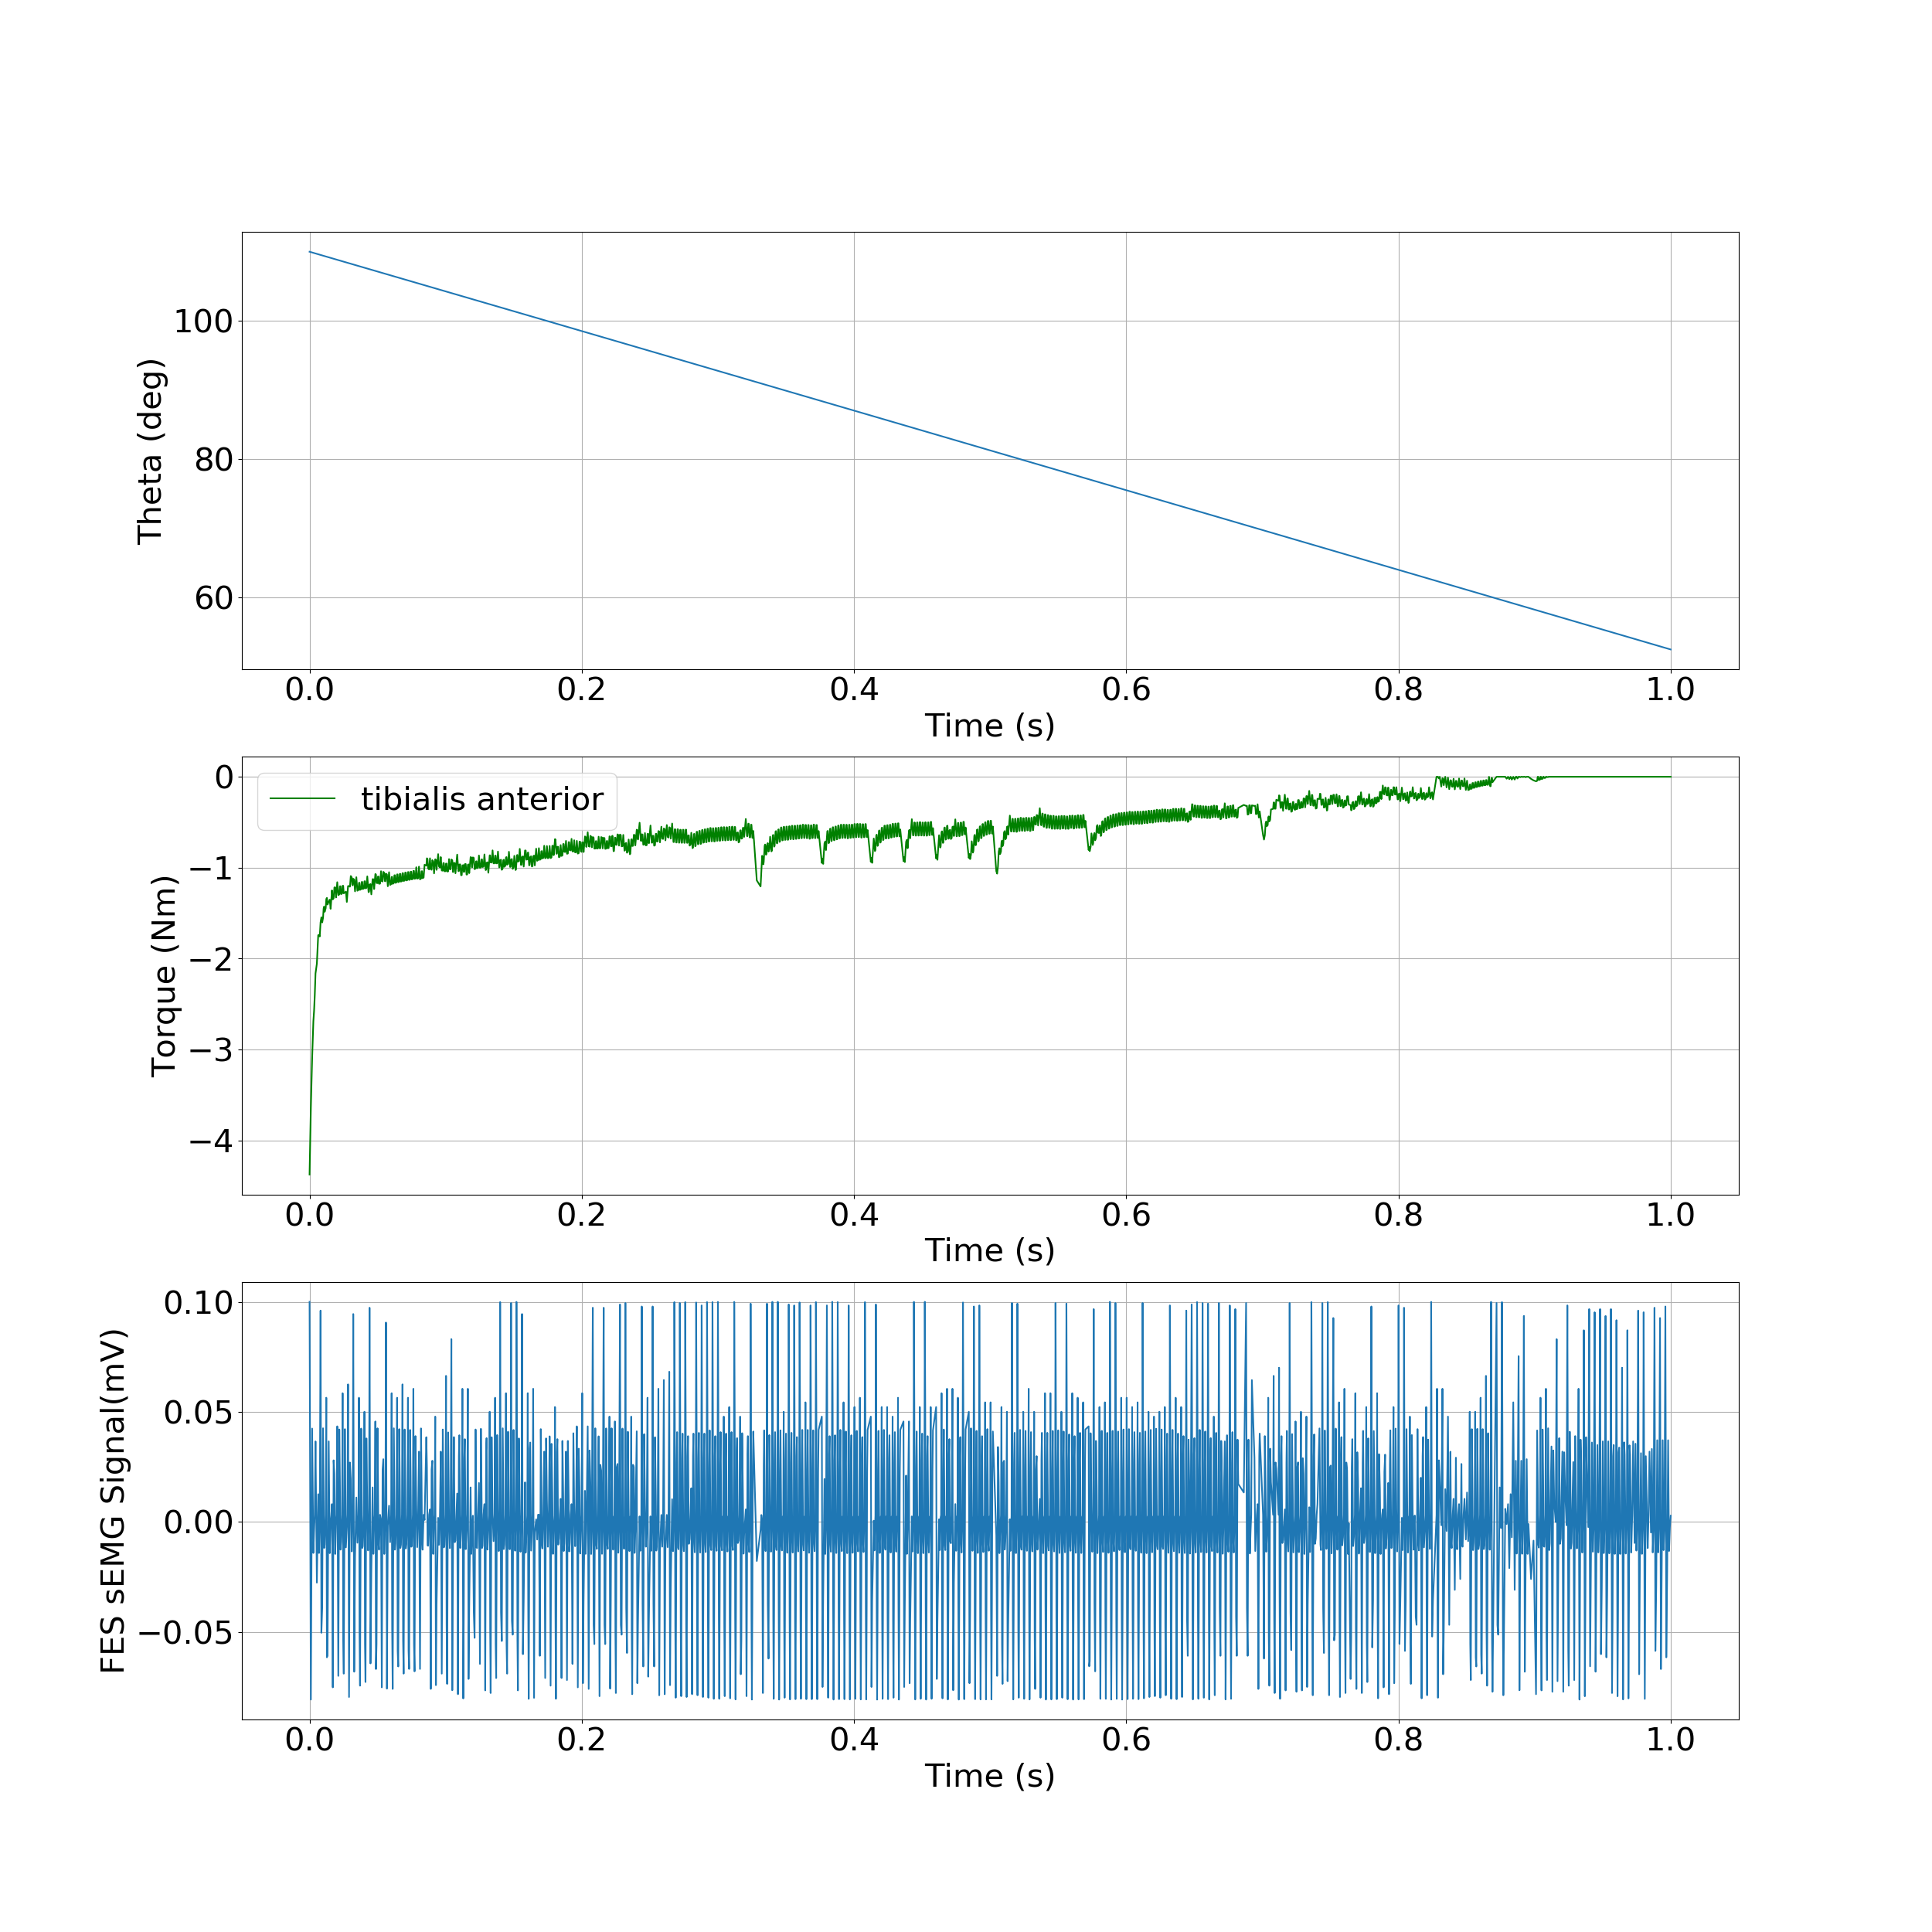 100
80
60
Theta (deg)
0.0 0.2 0.4 0.6 0.8 1.0
Time (s)
tibialis anterior
0
−1
−2
−3
−4
Torque (Nm)
0.0 0.2 0.4 0.6 0.8 1.0
Time (s)
0.10
0.05
0.00
−0.05
FES sEMG Signal(mV)
0.0 0.2 0.4 0.6 0.8 1.0
Time (s)